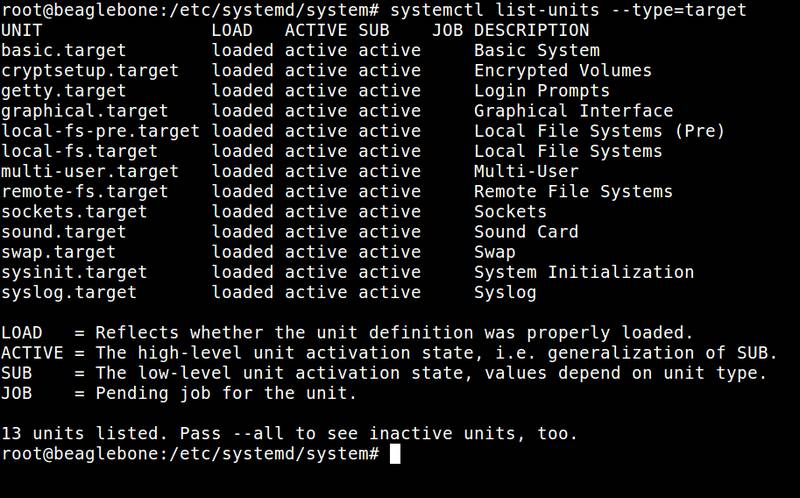 root@beaglebone:/etc/systemd/system# systemctl list-units --type=target
UNIT                LOAD   ACTIVE SUB    JOB DESCRIPTION
basic.target        loaded active active     Basic System
cryptsetup.target   loaded active active     Encrypted Volumes
getty.target        loaded active active     Login Prompts
graphical.target    loaded active active     Graphical Interface
local-fs-pre.target loaded active active     Local File Systems (Pre)
local-fs.target     loaded active active     Local File Systems
multi-user.target   loaded active active     Multi-User
remote-fs.target    loaded active active     Remote File Systems
sockets.target      loaded active active     Sockets
sound.target        loaded active active     Sound Card
swap.target         loaded active active     Swap
sysinit.target      loaded active active     System Initialization
syslog.target       loaded active active     Syslog

LOAD   = Reflects whether the unit definition was properly loaded.
ACTIVE = The high-level unit activation state, i.e. generalization of SUB.
SUB    = The low-level unit activation state, values depend on unit type.
JOB    = Pending job for the unit.

13 units listed. Pass --all to see inactive units, too.
root@beaglebone:/etc/systemd/system#